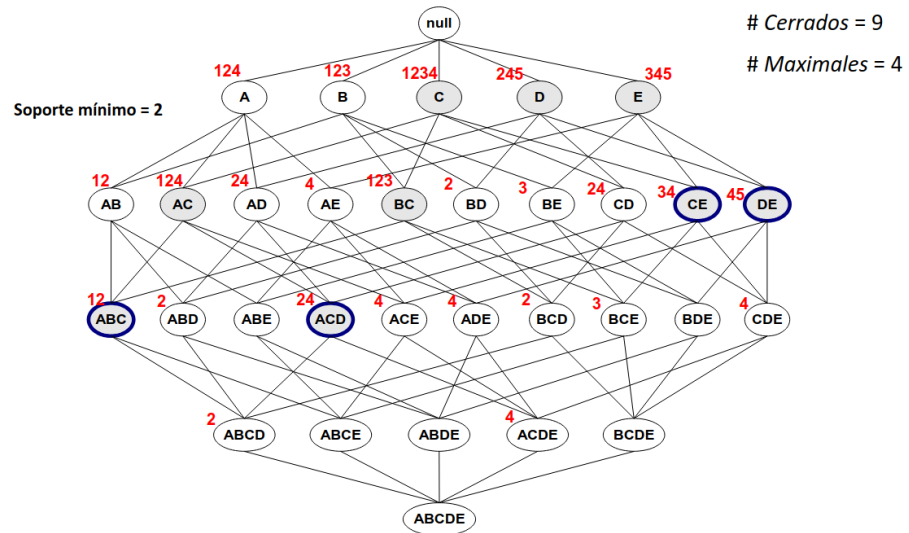 null
# Cerrados = 9
# Maximales = 4
124 123 1234 245 345
A B C D E
Soporte mínimo = 2
12 124 24 4 123 2 3 24 34 45
AB AC AD AE BC BD BE CD CE DE
12 2 24 4 4 2 3 4
ABC ABD ABE ACD ACE ADE BCD BCE BDE CDE
2 4
ABCD ABCE ABDE ACDE BCDE
ABCDE